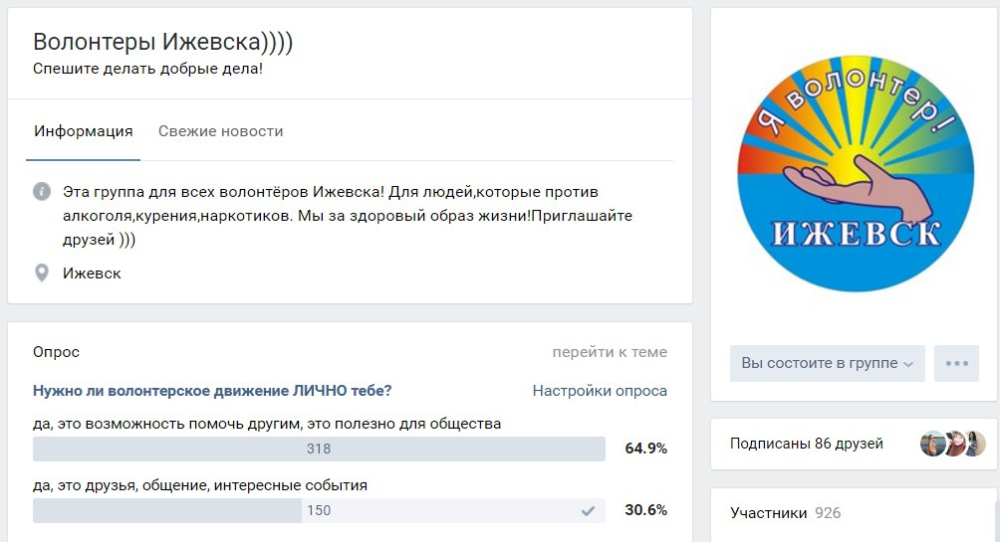 Волонтеры Ижевска))))
Спешите делать добрые дела!
Информация
Свежие новости
Эта группа для всех волонтёров Ижевска! Для людей,которые против
алкоголя,курения,наркотиков. Мы за здоровый образ жизни!Приглашайте
друзей )))
Ижевск
Опрос
перейти к теме
Нужно ли волонтерское движение ЛИЧНО тебе?
Настройки опроса
да, это возможность помочь другим, это полезно для общества
318
64.9%
да, это друзья, общение, интересные события
150
30.6%
Я волонтер!
ИЖЕВСК
Вы состоите в группе
Подписаны 86 друзей
Участники 926